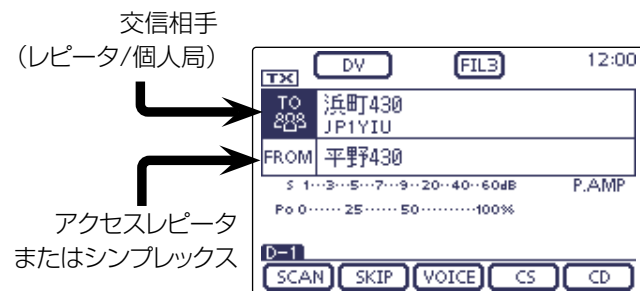 交信相手
（レピータ/個人局）
DV FIL3 12:00
TX
TO 浜町430
JP1YIU
FROM 平野430
S 1···3···5···7···9··20··40··60dB P.AMP
Po 0······25······50··········100%
アクセスレピータ
またはシンプレックス
D-1
SCAN SKIP VOICE CS CD